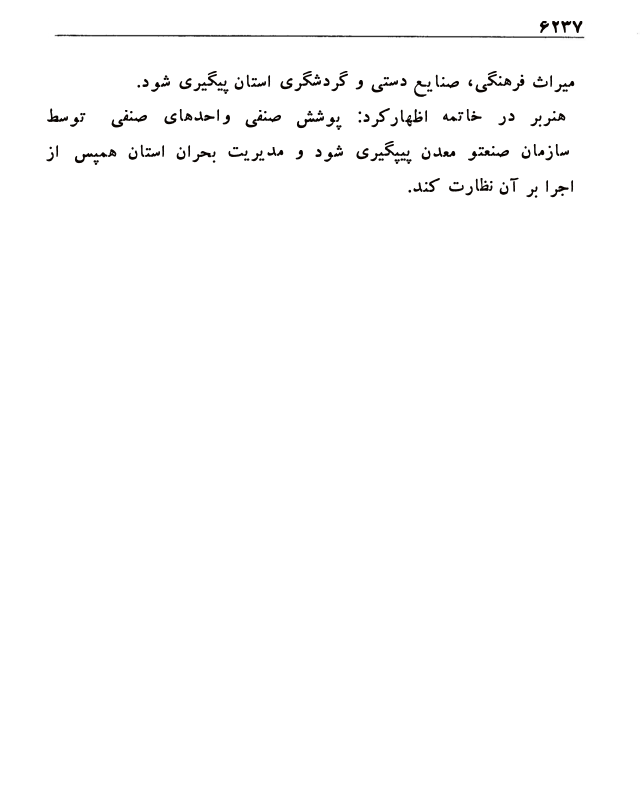 ۶۲۳۷
میراث فرهنگی، صنایع دستی و گردشگری استان پیگیری شود.
هنربر در خاتمه اظهارکرد: پوشش صنفی واحدهای صنفی توسط
سازمان صنعتو معدن پیپگیری شود و مدیریت بحران استان همپس از
اجرا بر آن نظارت کند.